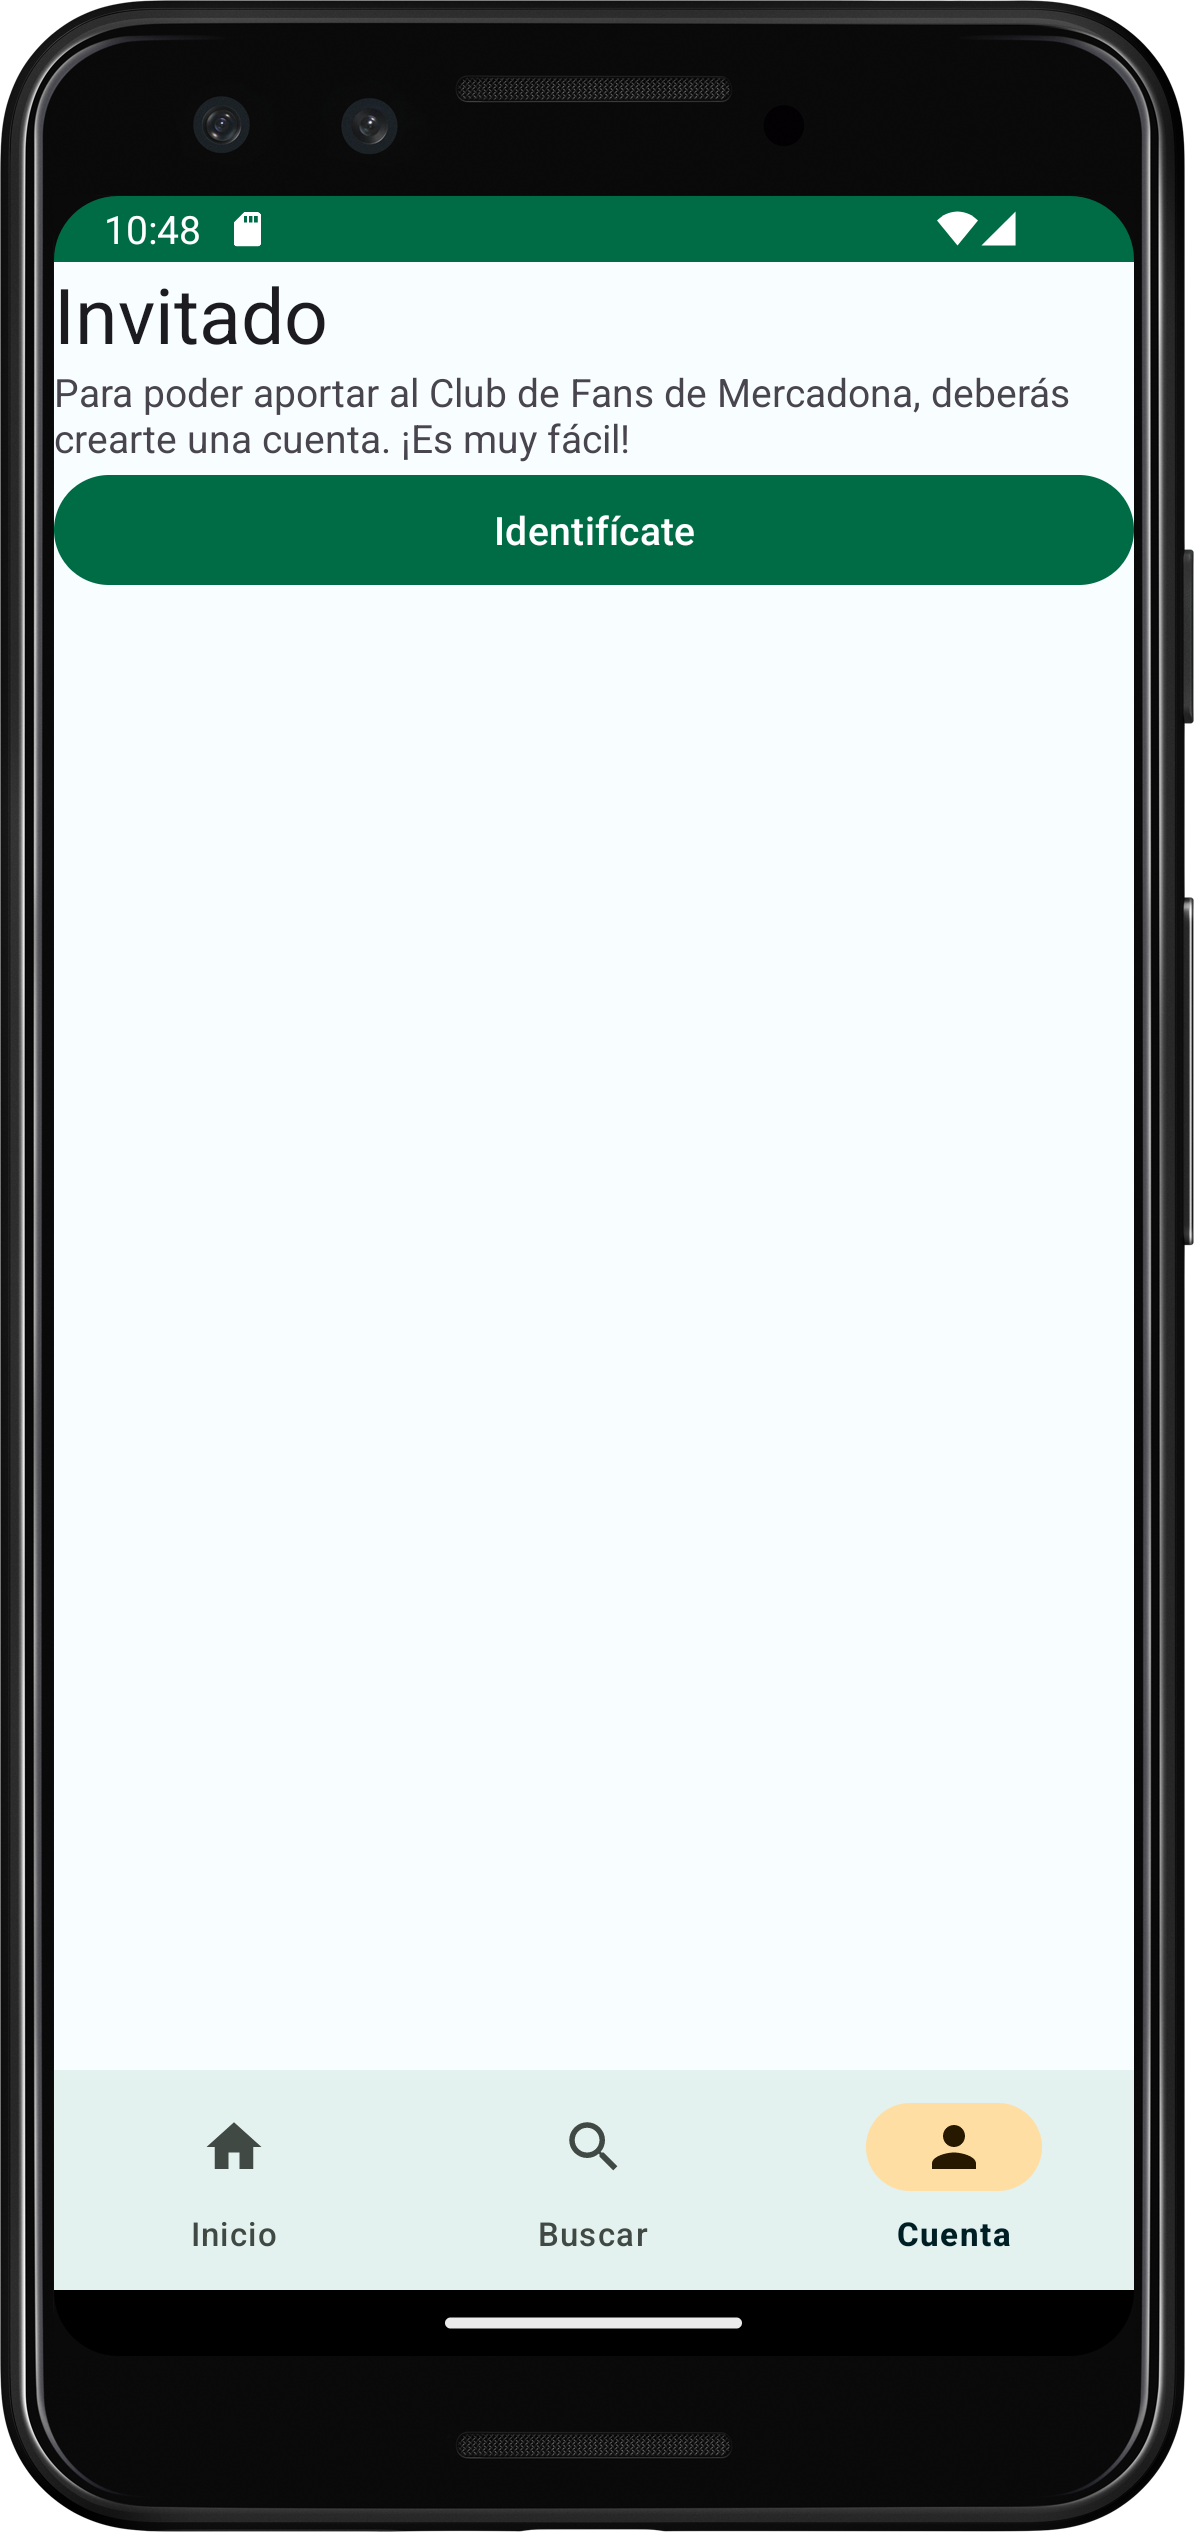 10:48
Invitado
Para poder aportar al Club de Fans de Mercadona, deberás
crearte una cuenta. ¡Es muy fácil!
Identifícate
Inicio
Buscar
Cuenta